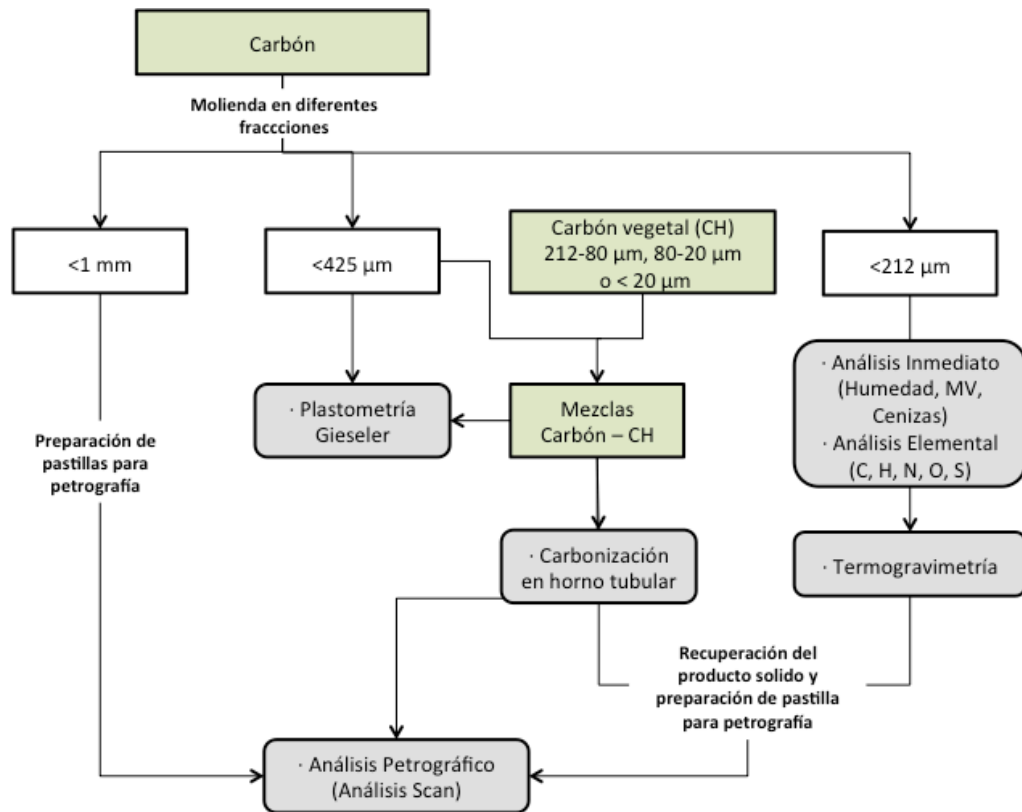 Carbón
Molienda en diferentes
fraccciones
<1 mm
<425 µm
Carbón vegetal (CH)
212-80 µm, 80-20 µm
o < 20 µm
<212 µm
· Plastometría
Gieseler
Mezclas
Carbón – CH
· Análisis Inmediato
(Humedad, MV,
Cenizas)
· Análisis Elemental
(C, H, N, O, S)
Preparación de
pastillas para
petrografía
· Carbonización
en horno tubular
· Termogravimetría
Recuperación del
producto solido y
preparación de pastilla
para petrografía
· Análisis Petrográfico
(Análisis Scan)